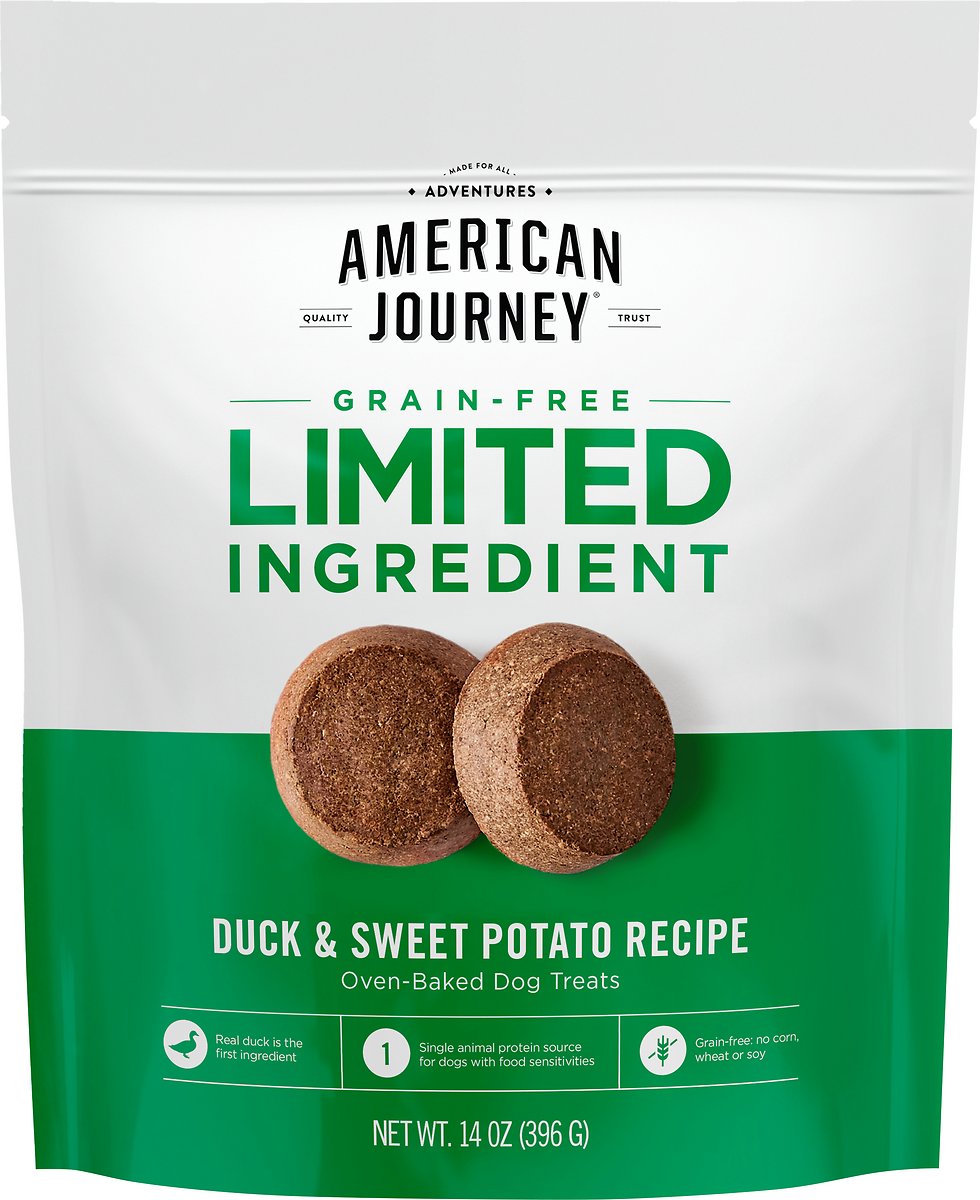 · MADE FOR ALL ·
◆ ADVENTURES ◆
AMERICAN
JOURNEY®
QUALITY
TRUST
GRAIN-FREE
LIMITED
INGREDIENT
DUCK & SWEET POTATO RECIPE
Oven-Baked Dog Treats
Real duck is the
first ingredient
1
Single animal protein source
for dogs with food sensitivities
Grain-free: no corn,
wheat or soy
NET WT. 14 OZ (396 G)